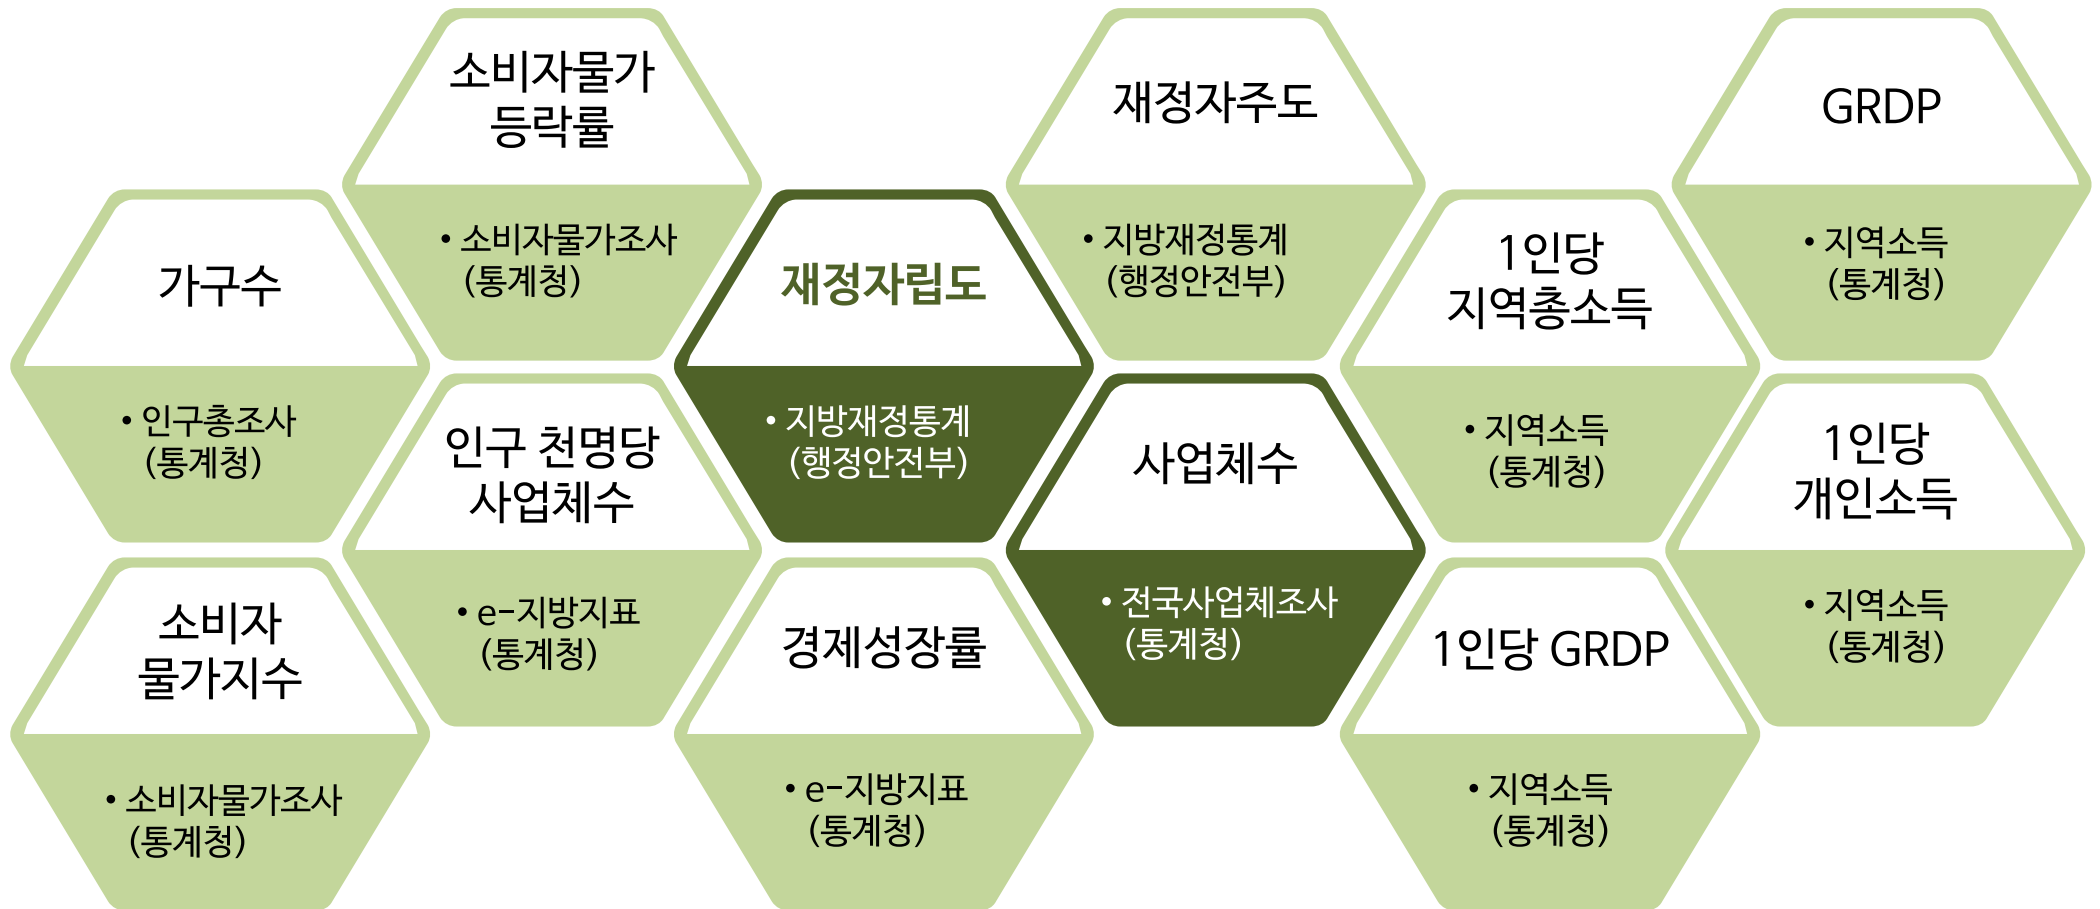 소비자물가
등락률
• 소비자물가조사
(통계청)
재정자주도
• 지방재정통계
(행정안전부)
GRDP
• 지역소득
(통계청)
가구수
• 인구총조사
(통계청)
재정자립도
• 지방재정통계
(행정안전부)
1인당
지역총소득
• 지역소득
(통계청)
인구 천명당
사업체수
• e-지방지표
(통계청)
사업체수
• 전국사업체조사
(통계청)
1인당
개인소득
• 지역소득
(통계청)
소비자
물가지수
• 소비자물가조사
(통계청)
경제성장률
• e-지방지표
(통계청)
1인당 GRDP
• 지역소득
(통계청)